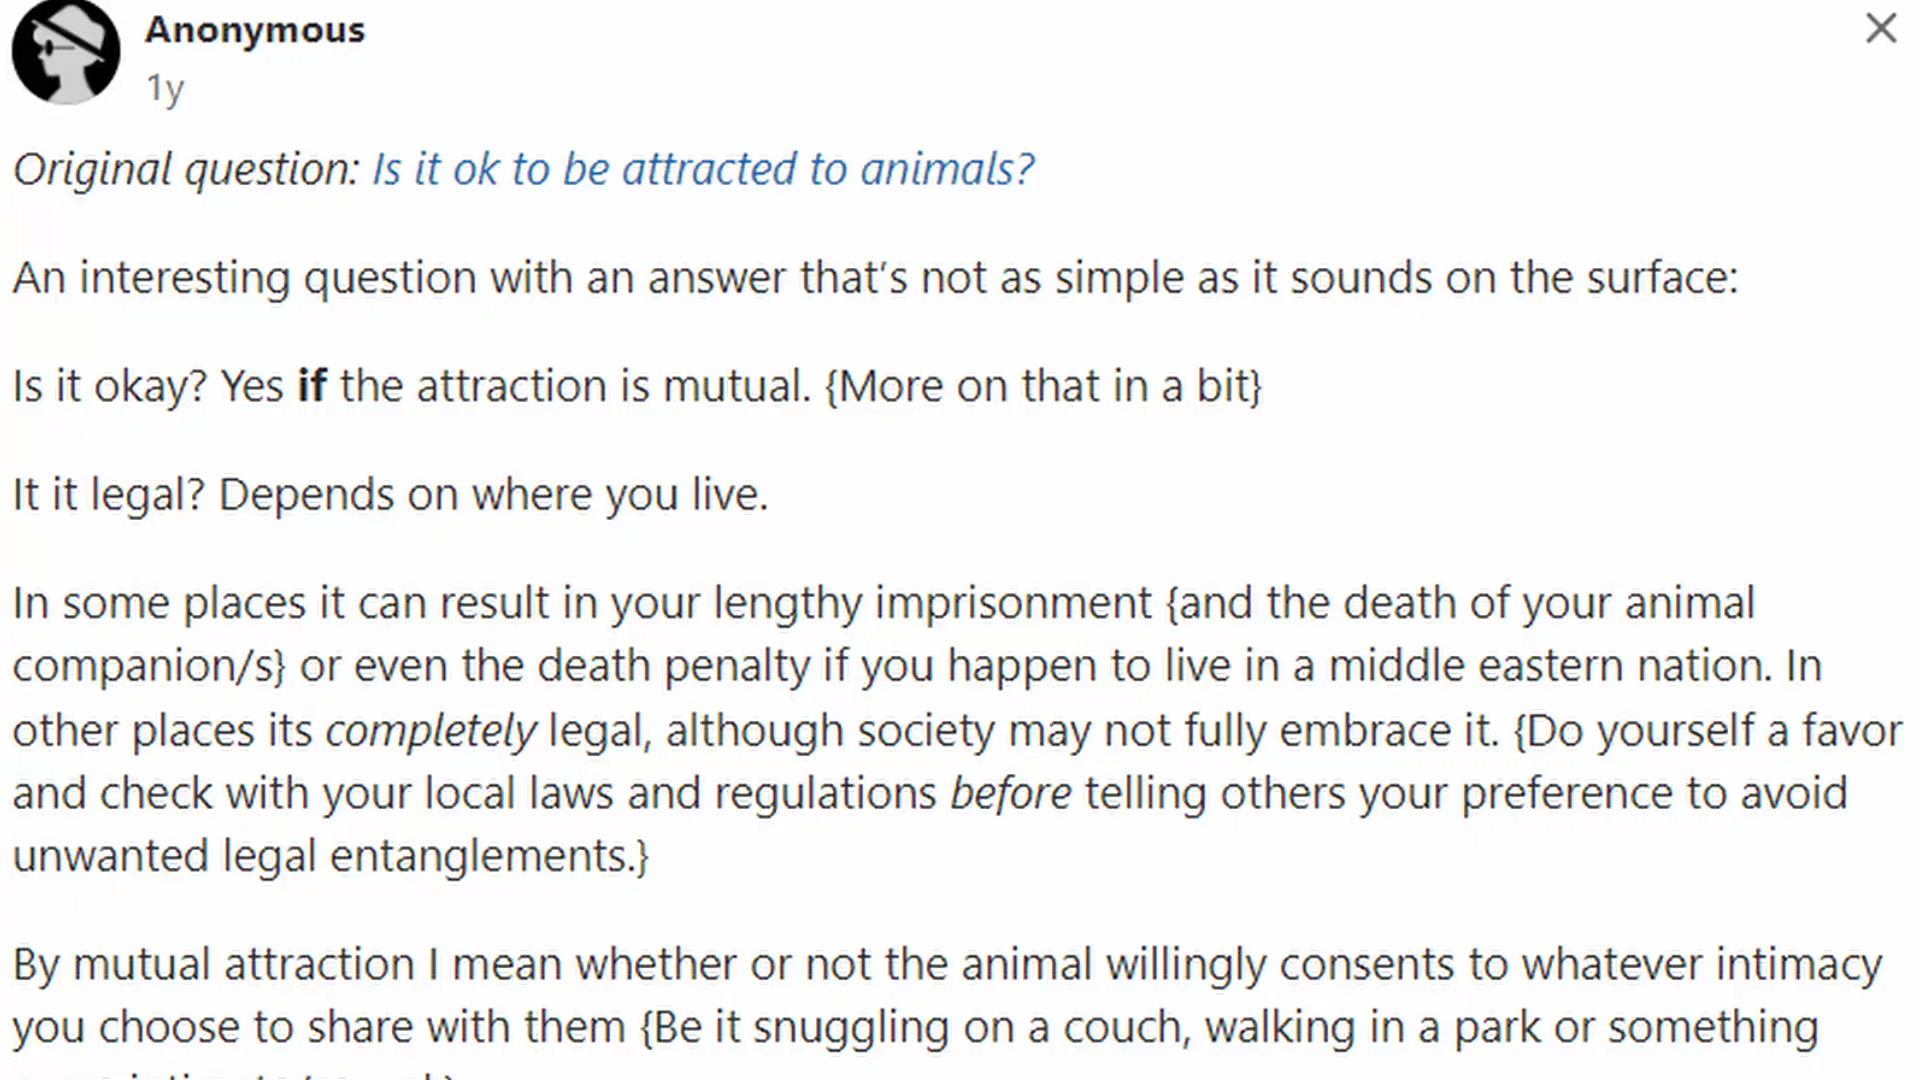 Anonymous
1y
Original question: Is it ok to be attracted to animals?
An interesting question with an answer that's not as simple as it sounds on the surface:
Is it okay? Yes if the attraction is mutual. {More on that in a bit}
It it legal? Depends on where you live.
In some places it can result in your lengthy imprisonment {and the death of your animal
companion/s} or even the death penalty if you happen to live in a middle eastern nation. In
other places its completely legal, although society may not fully embrace it. {Do yourself a favor
and check with your local laws and regulations before telling others your preference to avoid
unwanted legal entanglements.}
By mutual attraction I mean whether or not the animal willingly consents to whatever intimacy
you choose to share with them {Be it snuggling on a couch, walking in a park or something